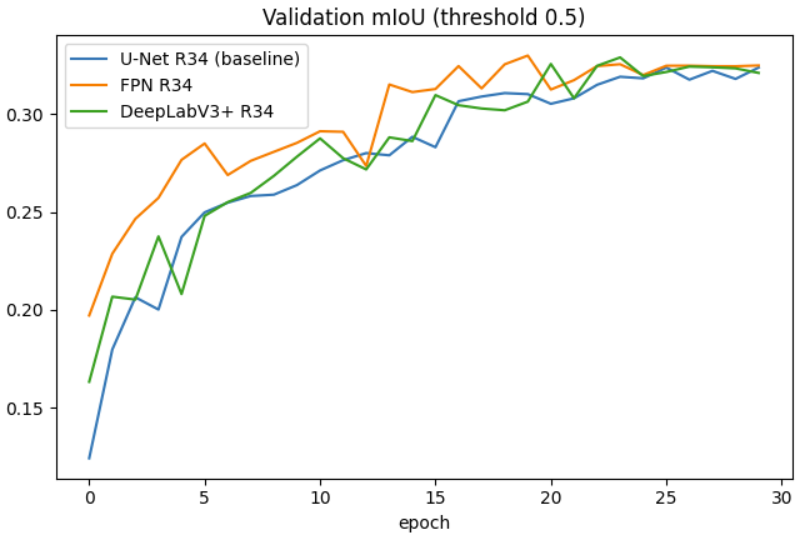 Validation mIoU (threshold 0.5)
U-Net R34 (baseline)
FPN R34
DeepLabV3+ R34
0.30
0.25
0.20
0.15
0 5 10 15 20 25 30
epoch